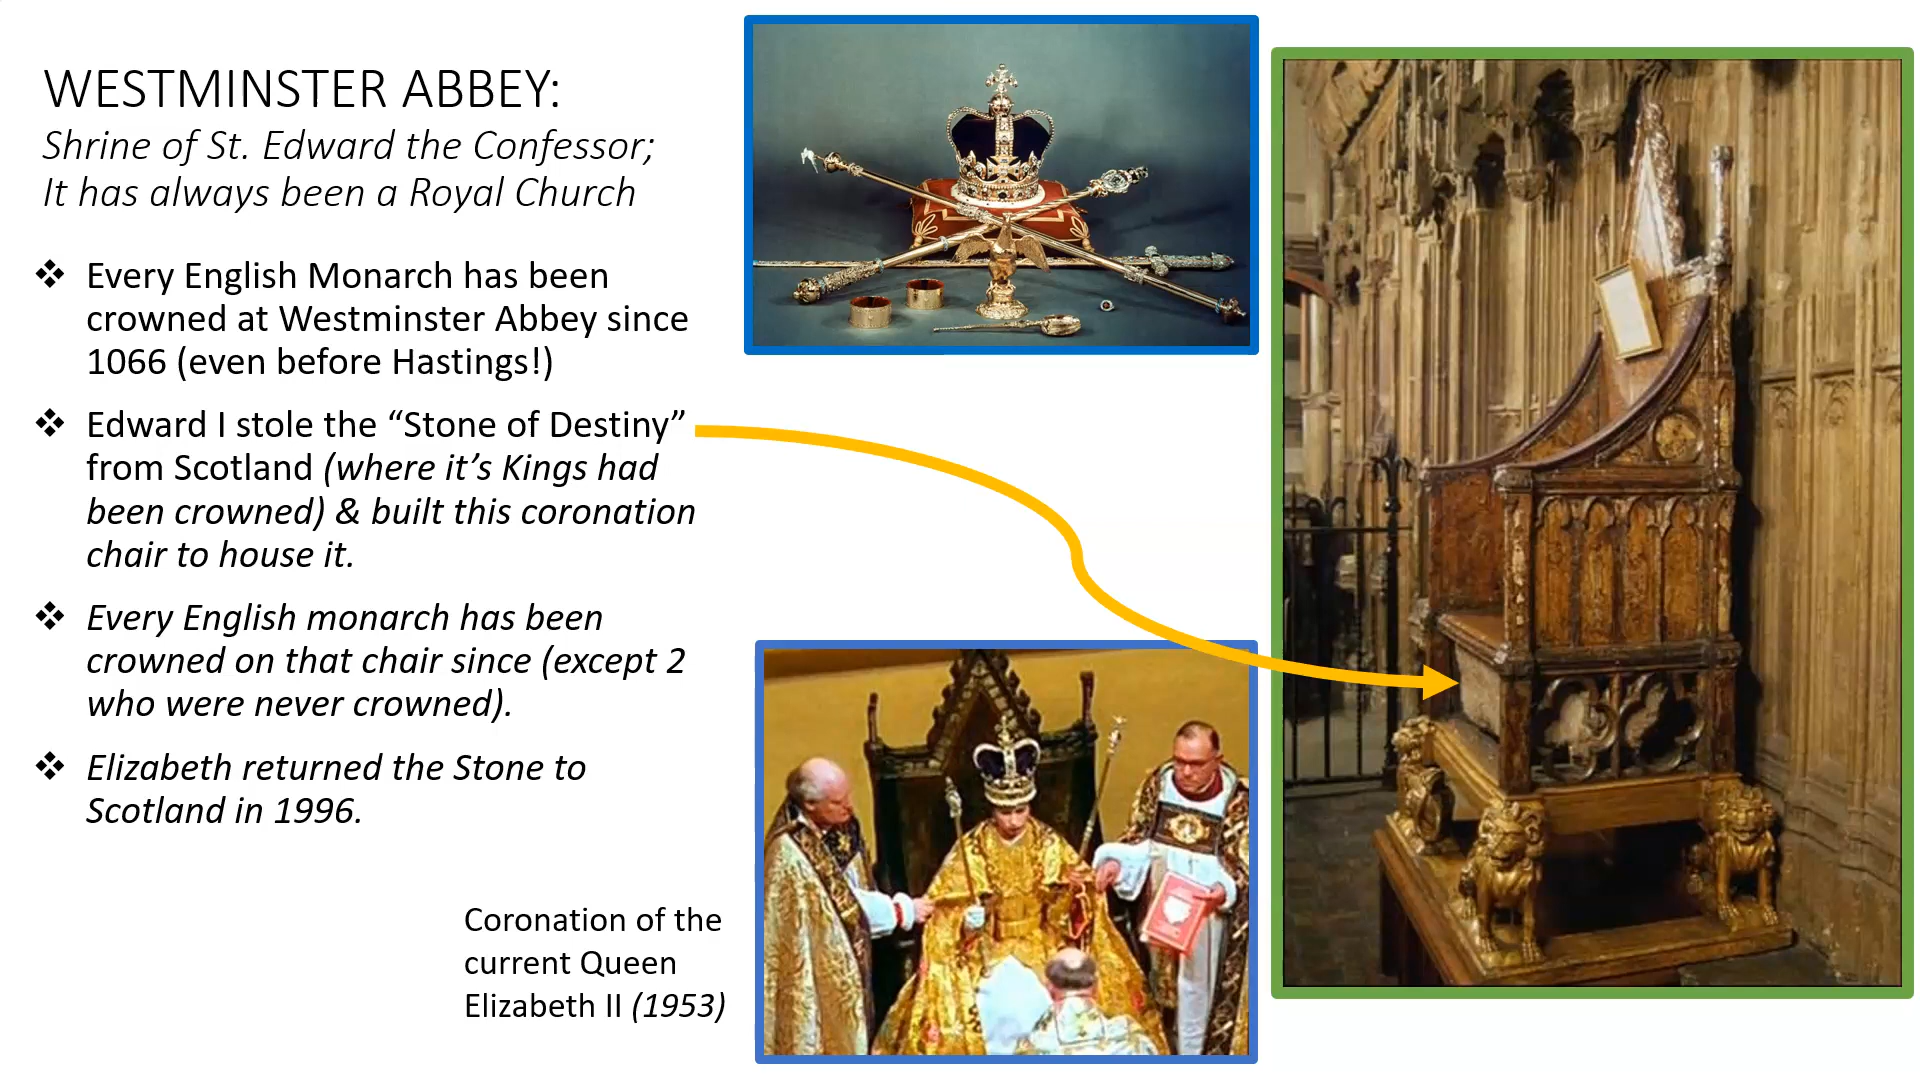 WESTMINSTER ABBEY:
Shrine of St. Edward the Confessor;
It has always been a Royal Church
❖ Every English Monarch has been
crowned at Westminster Abbey since
1066 (even before Hastings!)
❖ Edward I stole the “Stone of Destiny”
from Scotland (where it’s Kings had
been crowned) & built this coronation
chair to house it.
❖ Every English monarch has been
crowned on that chair since (except 2
who were never crowned).
❖ Elizabeth returned the Stone to
Scotland in 1996.
Coronation of the
current Queen
Elizabeth II (1953)